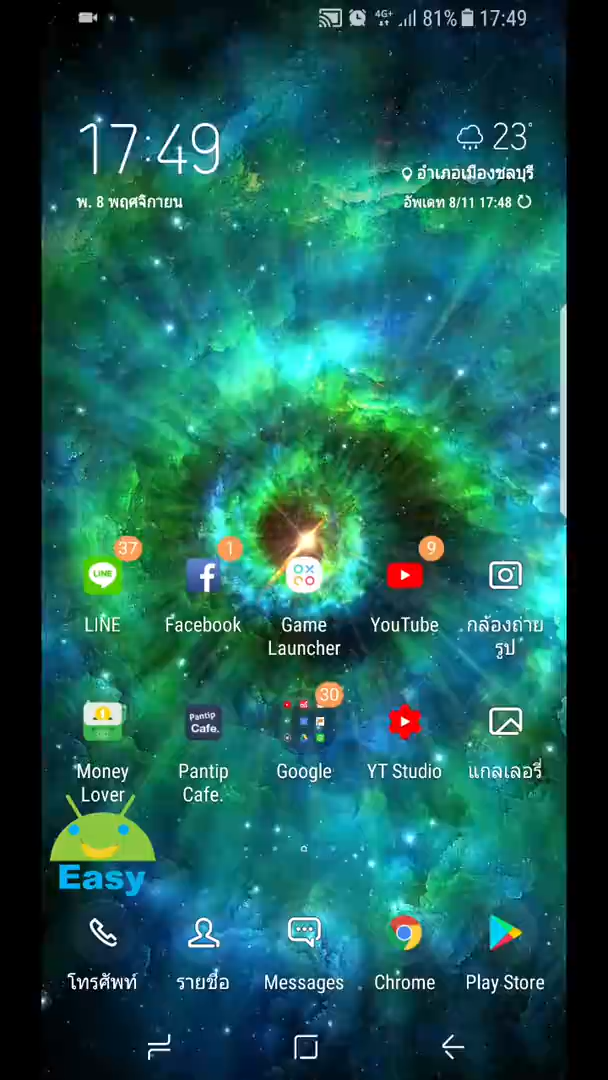 4G+ 81% 17:49
17:49
23°
อำเภอเมืองชลบุรี
พ. 8 พฤศจิกายน
อัพเดท 8/11 17:48
37
1
9
LINE
LINE
Facebook
Game
Launcher
YouTube
กล้องถ่าย
รูป
30
Pantip
Cafe.
Money
Lover
Pantip
Cafe.
Google
YT Studio
แกลเลอรี่
Easy
โทรศัพท์
รายชื่อ
Messages
Chrome
Play Store